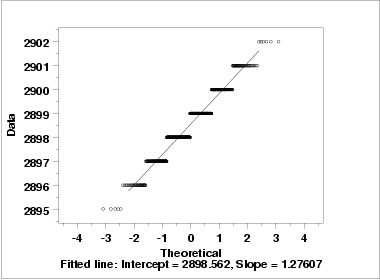 2902
2901
2900
2899
2898
2897
2896
2895
Data
-4 -3 -2 -1 0 1 2 3 4
Theoretical
Fitted line: Intercept = 2898.562, Slope = 1.27607